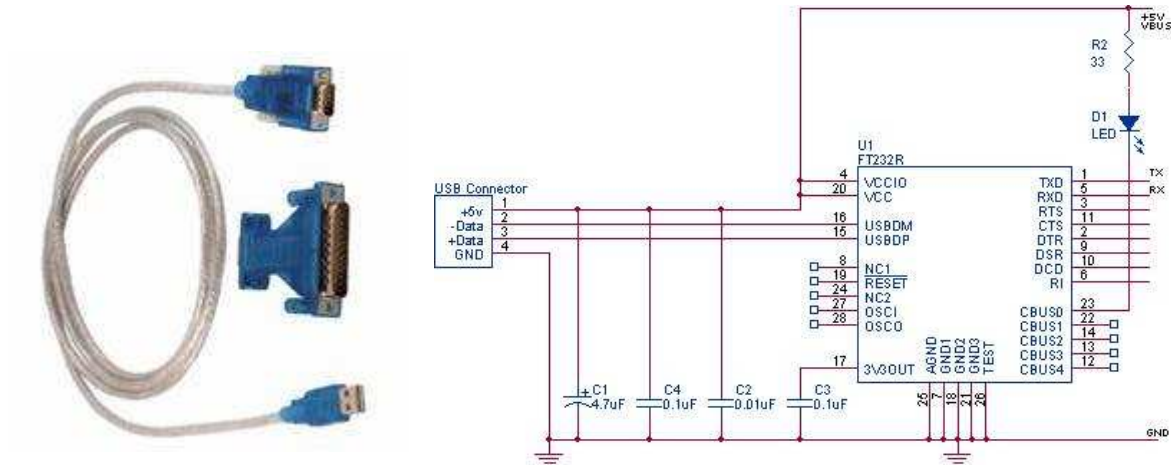 +5V
VBUS
R2
33
D1
LED
U1
FT232R
USB Connector
+5v 1
-Data 2
+Data 3
GND 4
4 VCCIO
20 VCC
16 USBDM
15 USBDP
8 NC1
19 RESET
24 NC2
27 OSCI
28 OSCO
17 3V3OUT
TXD 1 TX
RXD 5 RX
RTS 3
CTS 11
DTR 2
DSR 9
DCD 10
RI 6
CBUS0 23
CBUS1 22
CBUS2 14
CBUS3 13
CBUS4 12
AGND 25
GND1 7
GND2 18
GND3 21
TEST 26
+ C1
4.7uF
C4
0.1uF
C2
0.01uF
C3
0.1uF
GND